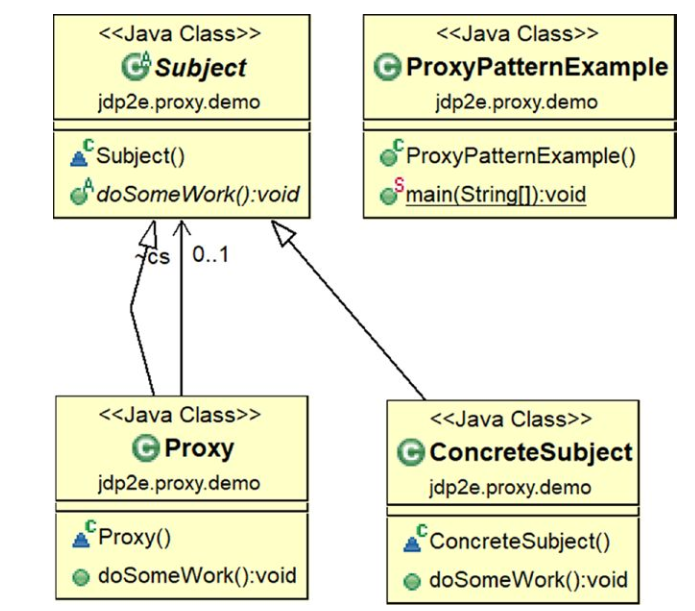 <<Java Class>>
Subject
jdp2e.proxy.demo
Subject()
doSomeWork():void
<<Java Class>>
ProxyPatternExample
jdp2e.proxy.demo
ProxyPatternExample()
main(String[]):void
~cs 0..1
<<Java Class>>
Proxy
jdp2e.proxy.demo
Proxy()
doSomeWork():void
<<Java Class>>
ConcreteSubject
jdp2e.proxy.demo
ConcreteSubject()
doSomeWork():void